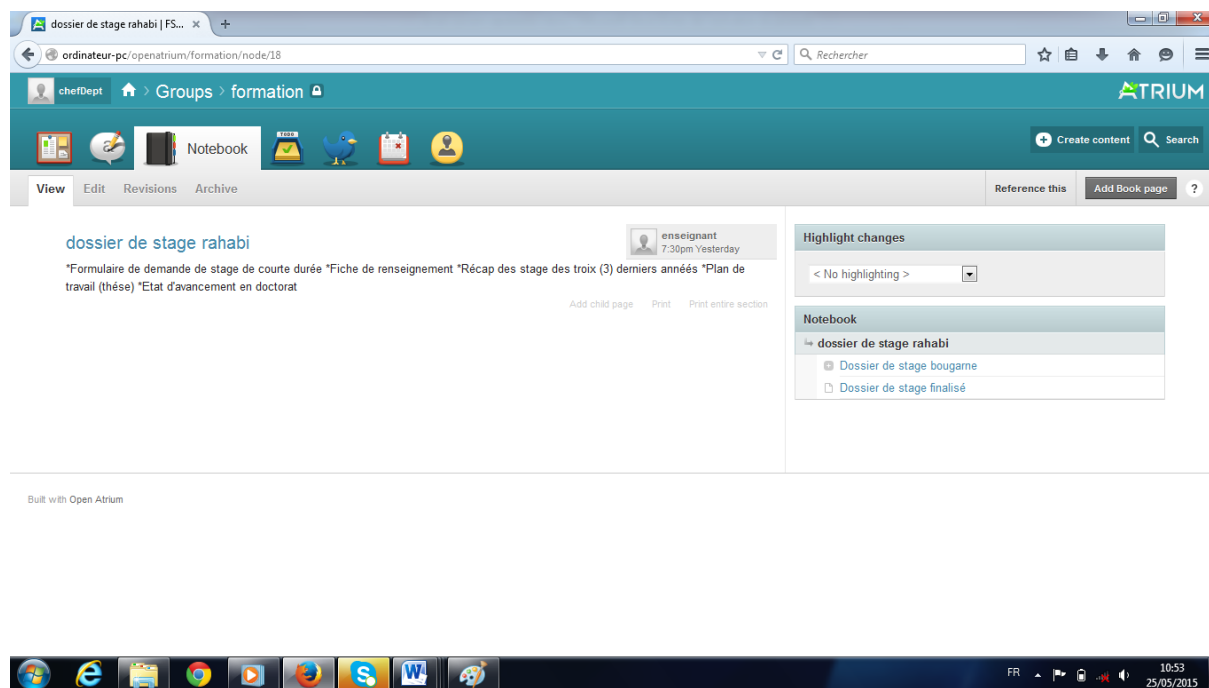 dossier de stage rahabi | FS... × +
ordinateur-pc/openatrium/formation/node/18
Rechercher
chefDept > Groups > formation
ATRIUM
Notebook
TODO
Create content Search
View Edit Revisions Archive
Reference this Add Book page ?
dossier de stage rahabi
enseignant
7:30pm Yesterday
*Formulaire de demande de stage de courte durée *Fiche de renseignement *Récap des stage des troix (3) derniers annéés *Plan de
travail (thése) *Etat d'avancement en doctorat
Add child page Print Print entire section
Highlight changes
< No highlighting >
Notebook
dossier de stage rahabi
Dossier de stage bougarne
Dossier de stage finalisé
Built with Open Atrium
FR
10:53
25/05/2015